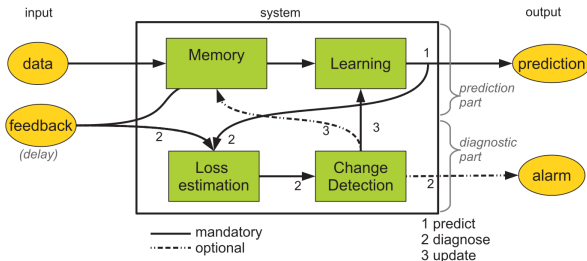 input
system
output
data
Memory
Learning
1
prediction
prediction
part
feedback
(delay)
2
2
3
3
diagnostic
part
Loss
estimation
2
Change
Detection
2
alarm
mandatory
optional
1 predict
2 diagnose
3 update